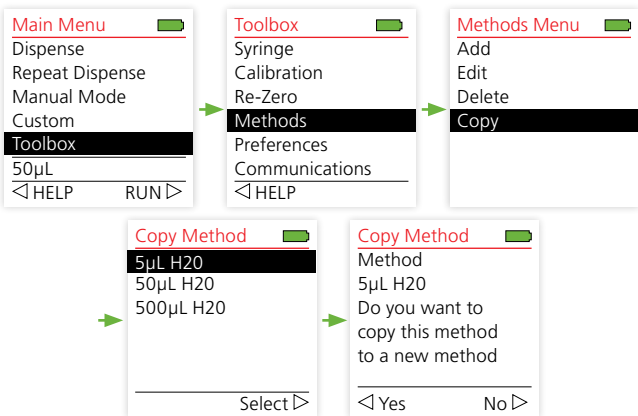 Main Menu
Dispense
Repeat Dispense
Manual Mode
Custom
Toolbox
50µL
HELP RUN
Toolbox
Syringe
Calibration
Re-Zero
Methods
Preferences
Communications
HELP
Methods Menu
Add
Edit
Delete
Copy
Copy Method
5µL H20
50µL H20
500µL H20
Select
Copy Method
Method
5µL H20
Do you want to
copy this method
to a new method
Yes No